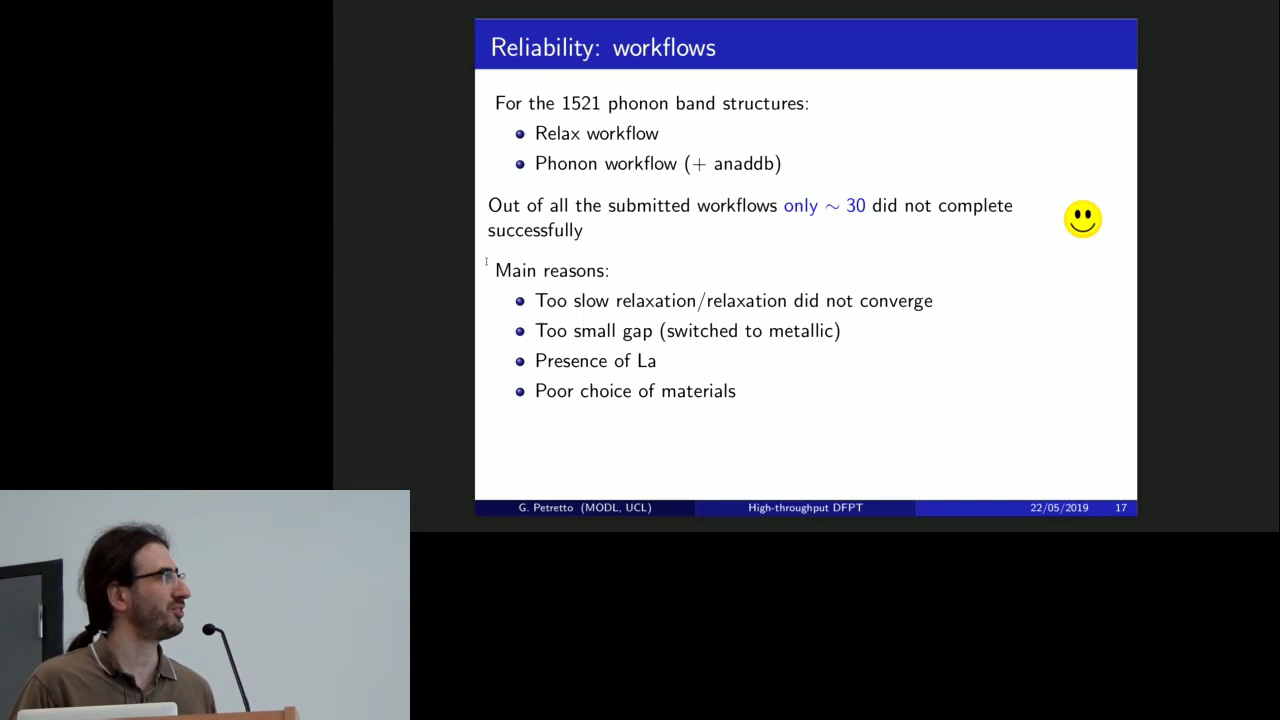 Reliability: workflows
For the 1521 phonon band structures:
Relax workflow
Phonon workflow (+ anaddb)
Out of all the submitted workflows only ∼ 30 did not complete
successfully
Main reasons:
Too slow relaxation/relaxation did not converge
Too small gap (switched to metallic)
Presence of La
Poor choice of materials
G. Petretto (MODL, UCL) High-throughput DFPT 22/05/2019 17